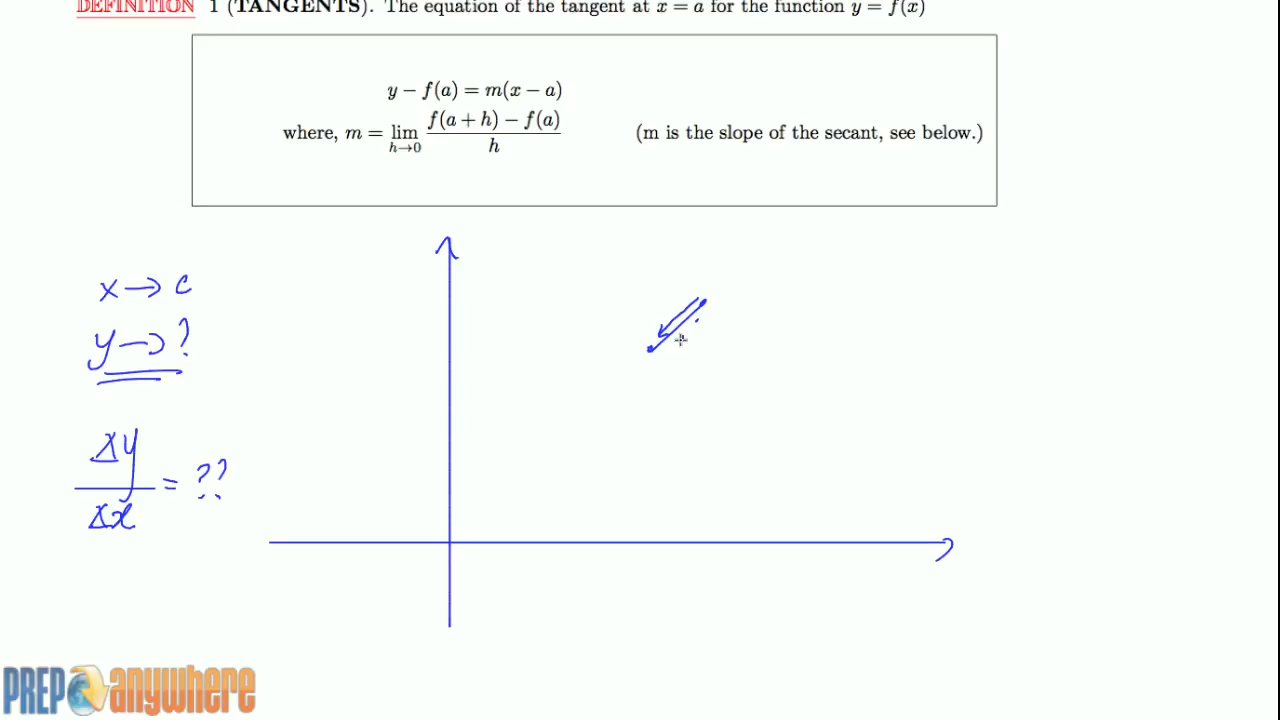 DEFINITION 1 (TANGENTS). The equation of the tangent at x = a for the function y = f(x)
y − f(a) = m(x − a)
where, m = lim h→0 f(a + h) − f(a) / h (m is the slope of the secant, see below.)
x → c
y → ?
Δy / Δx = ??
PREP anywhere